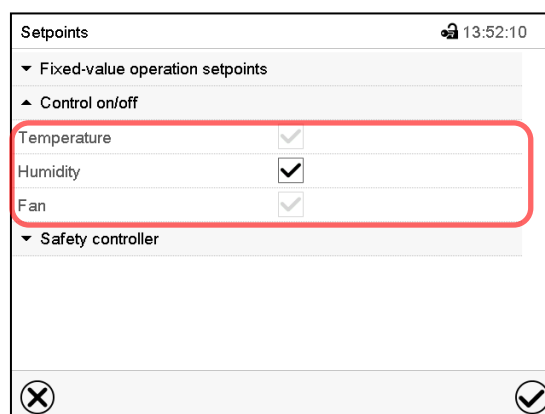 Setpoints 13:52:10
Fixed-value operation setpoints
Control on/off
Temperature
Humidity
Fan
Safety controller